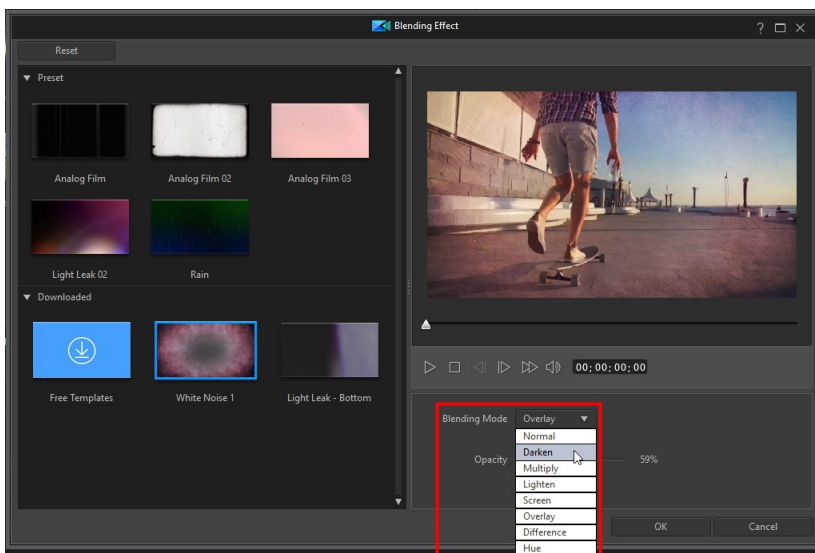 Blending Effect
?
Reset
Preset
Analog Film
Analog Film 02
Analog Film 03
Light Leak 02
Rain
Downloaded
Free Templates
White Noise 1
Light Leak - Bottom
00;00;00;00
Blending Mode
Overlay
Normal
Darken
Multiply
Lighten
Screen
Overlay
Difference
Hue
Opacity
59%
OK
Cancel